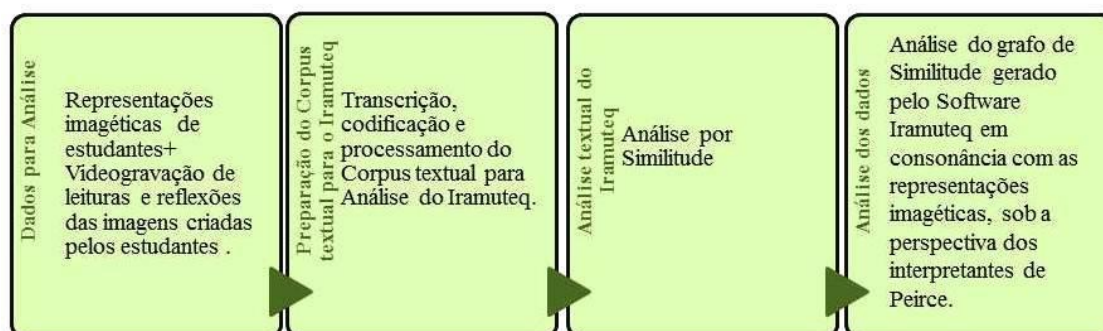 Dados para Análise
Representações
imagéticas de
estudantes+
Videogravação de
leituras e reflexões
das imagens criadas
pelos estudantes .
Preparação do Corpus
textual para o Iramuteq
Transcrição,
codificação e
processamento do
Corpus textual para
Análise do Iramuteq.
Análise textual do
Iramuteq
Análise por
Similitude
Análise dos dados
Análise do grafo de
Similitude gerado
pelo Software
Iramuteq em
consonância com as
representações
imagéticas, sob a
perspectiva dos
interpretantes de
Peirce.